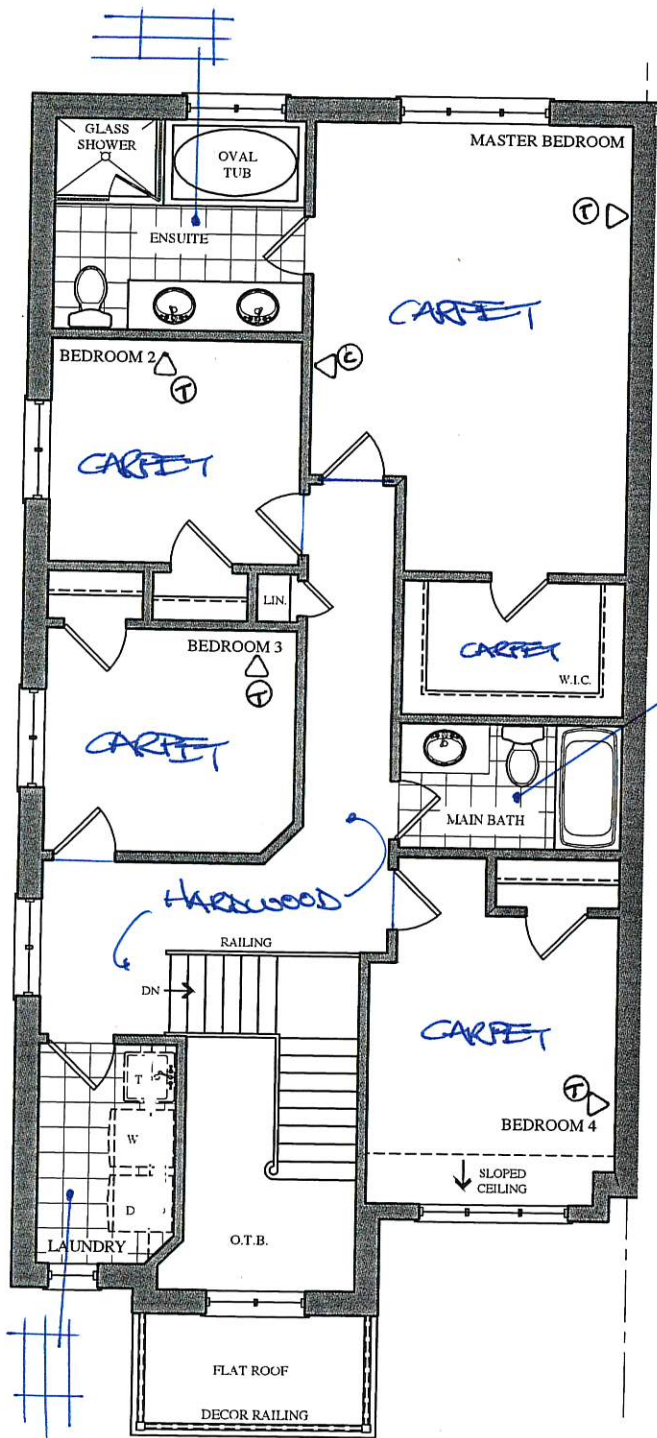 GLASS
SHOWER
OVAL
TUB
MASTER BEDROOM
T
ENSUITE
CARPET
BEDROOM 2
T
C
CARPET
LIN.
CARPET
W.I.C.
BEDROOM 3
T
CARPET
MAIN BATH
HARDWOOD
RAILING
DN
CARPET
T
W
D
T
BEDROOM 4
SLOPED
CEILING
LAUNDRY
O.T.B.
FLAT ROOF
DECOR RAILING